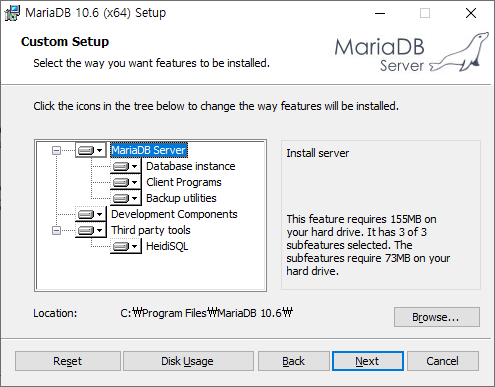 MariaDB 10.6 (x64) Setup
Custom Setup
Select the way you want features to be installed.
MariaDB
Server
Click the icons in the tree below to change the way features will be installed.
MariaDB Server
Database instance
Client Programs
Backup utilities
Development Components
Third party tools
HeidiSQL
Install server
This feature requires 155MB on
your hard drive. It has 3 of 3
subfeatures selected. The
subfeatures require 73MB on your
hard drive.
Location: C:₩Program Files₩MariaDB 10.6₩
Browse...
Reset Disk Usage Back Next Cancel